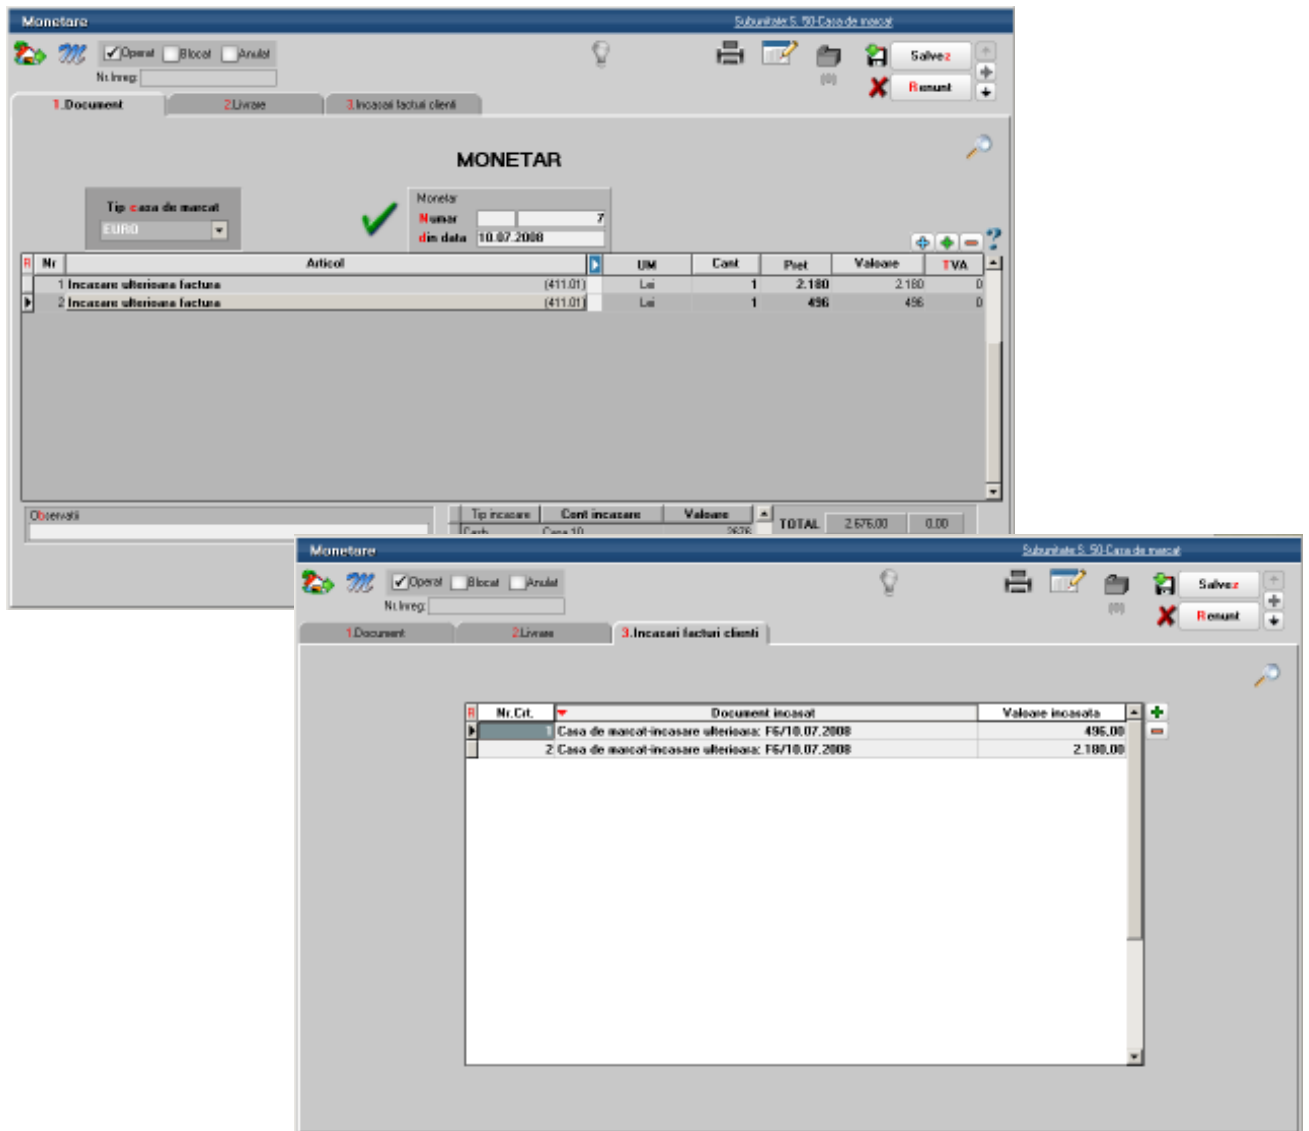 Monetare Subunitate S. 50-Casa de marcat
Operat Blocat Anulat
Salvez
Nr.Inreg:
(0)
Renunt
1.Document 2.Livrare 3.Incasari facturi clienti
MONETAR
Tip casa de marcat
EURO
Monetar
Numar 7
din data 10.07.2008
R Nr Articol UM Cant Pret Valoare TVA
1 Incasare ulterioara factura (411.01) Lei 1 2.180 2.180 0
2 Incasare ulterioara factura (411.01) Lei 1 496 496 0
Observatii
Tip incasare Cont incasare Valoare
TOTAL 2.676,00 0.00
Cash Casa 10 2676
Monetare Subunitate S. 50-Casa de marcat
Operat Blocat Anulat
Salvez
Nr.Inreg:
(0)
Renunt
1.Document 2.Livrare 3.Incasari facturi clienti
R Nr.Crt. Document incasat Valoare incasata
1 Casa de marcat-incasare ulterioara: F6/10.07.2008 496,00
2 Casa de marcat-incasare ulterioara: F6/10.07.2008 2.180,00